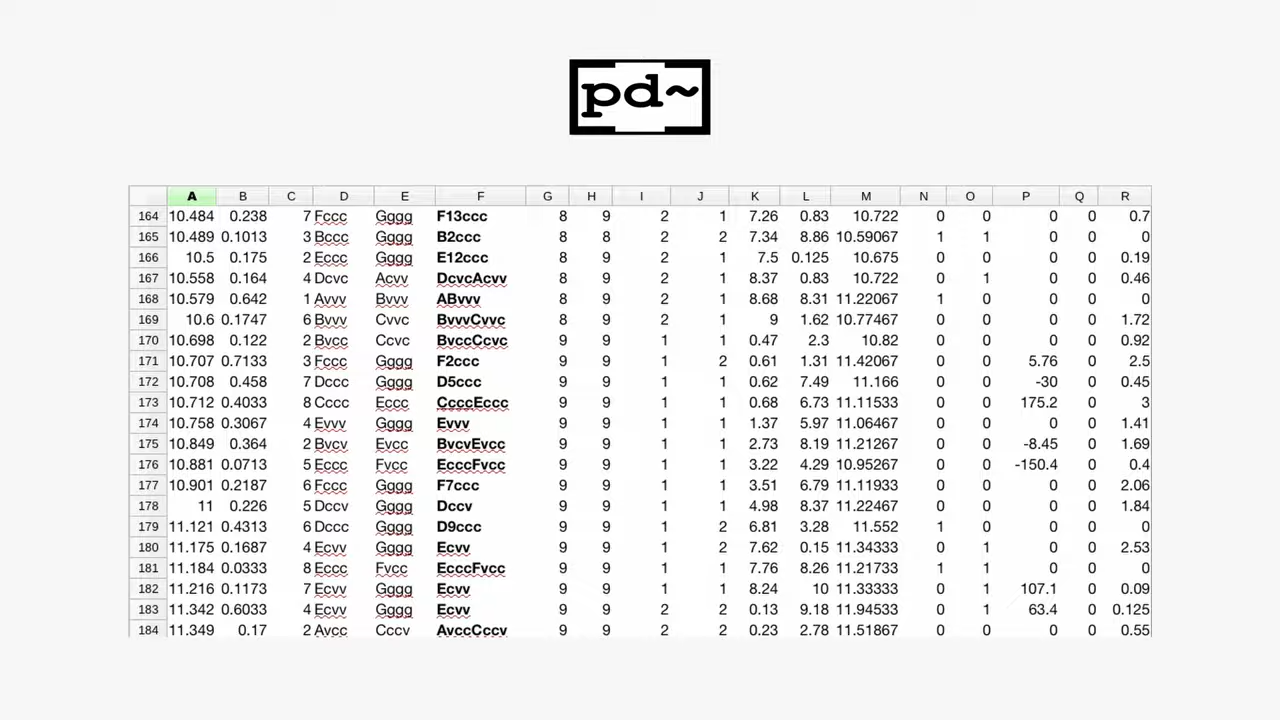 pd~
A B C D E F G H I J K L M N O P Q R
164 10.484 0.238 7 Fccc Gggg F13ccc 8 9 2 1 7.26 0.83 10.722 0 0 0 0 0.7
165 10.489 0.1013 3 Bccc Gggg B2ccc 8 8 2 2 7.34 8.86 10.59067 1 1 0 0 0
166 10.5 0.175 2 Eccc Gggg E12ccc 8 9 2 1 7.5 0.125 10.675 0 0 0 0 0.19
167 10.558 0.164 4 Dcvc Acvv DcvcAcvv 8 9 2 1 8.37 0.83 10.722 0 1 0 0 0.46
168 10.579 0.642 1 Avvv Bvvv ABvvv 8 9 2 1 8.68 8.31 11.22067 1 0 0 0 0
169 10.6 0.1747 6 Bvvv Cvvc BvvvCvvc 8 9 2 1 9 1.62 10.77467 0 0 0 0 1.72
170 10.698 0.122 2 Bvcc Ccvc BvccCcvc 9 9 1 1 0.47 2.3 10.82 0 0 0 0 0.92
171 10.707 0.7133 3 Fccc Gggg F2ccc 9 9 1 2 0.61 1.31 11.42067 0 0 5.76 0 2.5
172 10.708 0.458 7 Dccc Gggg D5ccc 9 9 1 1 0.62 7.49 11.166 0 0 -30 0 0.45
173 10.712 0.4033 8 Cccc Eccc CcccEccc 9 9 1 1 0.68 6.73 11.11533 0 0 175.2 0 3
174 10.758 0.3067 4 Evvv Gggg Evvv 9 9 1 1 1.37 5.97 11.06467 0 0 0 0 1.41
175 10.849 0.364 2 Bvcv Evcc BvcvEvcc 9 9 1 1 2.73 8.19 11.21267 0 0 -8.45 0 1.69
176 10.881 0.0713 5 Eccc Fvcc EcccFvcc 9 9 1 1 3.22 4.29 10.95267 0 0 -150.4 0 0.4
177 10.901 0.2187 6 Fccc Gggg F7ccc 9 9 1 1 3.51 6.79 11.11933 0 0 0 0 2.06
178 11 0.226 5 Dccv Gggg Dccv 9 9 1 1 4.98 8.37 11.22467 0 0 0 0 1.84
179 11.121 0.4313 6 Dccc Gggg D9ccc 9 9 1 2 6.81 3.28 11.552 1 0 0 0 0
180 11.175 0.1687 4 Ecvv Gggg Ecvv 9 9 1 2 7.62 0.15 11.34333 0 1 0 0 2.53
181 11.184 0.0333 8 Eccc Fvcc EcccFvcc 9 9 1 1 7.76 8.26 11.21733 1 1 0 0 0
182 11.216 0.1173 7 Ecvv Gggg Ecvv 9 9 1 1 8.24 10 11.33333 0 1 107.1 0 0.09
183 11.342 0.6033 4 Ecvv Gggg Ecvv 9 9 2 2 0.13 9.18 11.94533 0 1 63.4 0 0.125
184 11.349 0.17 2 Avcc Cccv AvccCccv 9 9 2 2 0.23 2.78 11.51867 0 0 0 0 0.55